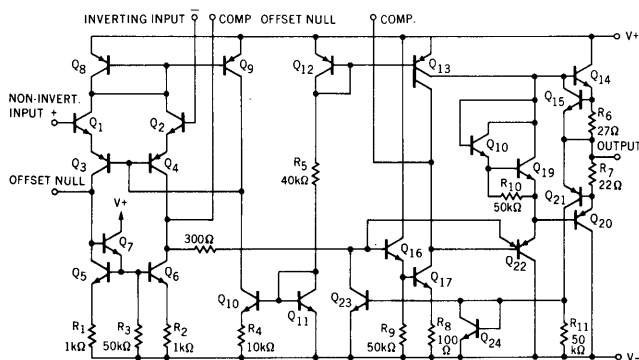 INVERTING INPUT –
COMP OFFSET NULL
COMP.
V+
Q8
Q9
Q12
Q13
Q14
Q15
NON-INVERT.
INPUT +
Q1
Q2
R6
27Ω
Q10
OUTPUT
Q3
Q4
R5
40kΩ
Q19
R7
22Ω
OFFSET NULL
R10
50kΩ
Q21
Q20
V+
Q7
300Ω
Q16
Q22
Q5
Q6
Q17
Q10
Q11
Q23
Q24
R1
1kΩ
R3
50kΩ
R2
1kΩ
R4
10kΩ
R9
50kΩ
R8
100
Ω
R11
50
kΩ
V–